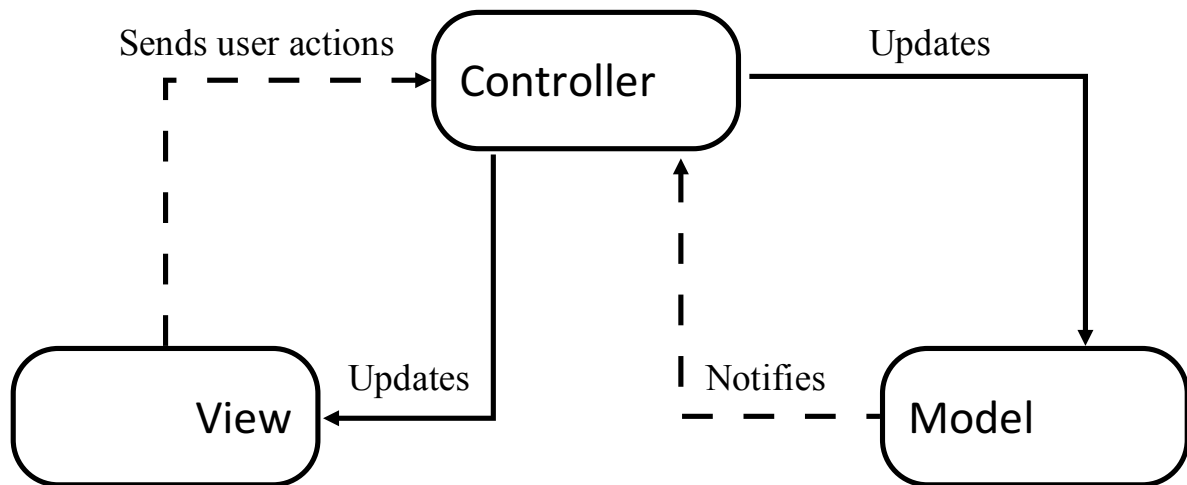 Sends user actions
Updates
Controller
Updates
Notifies
View
Model